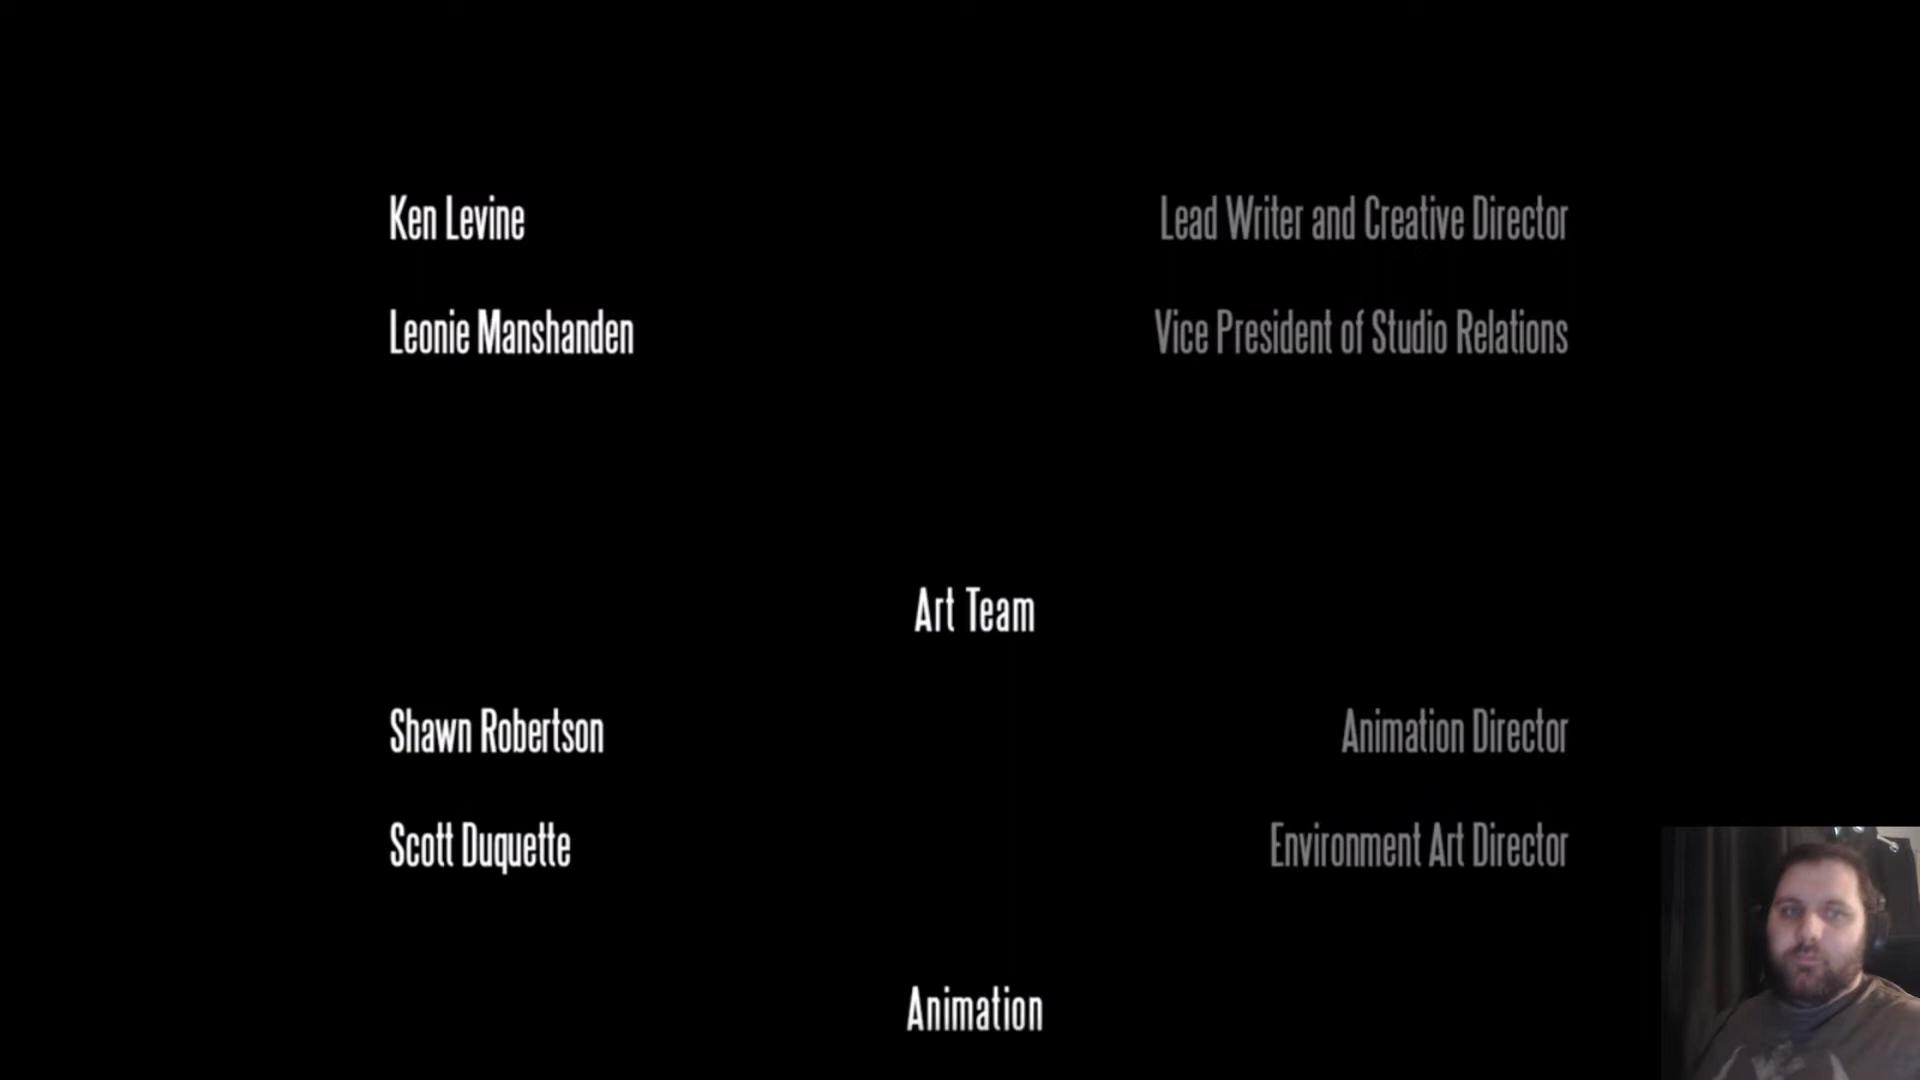 Ken Levine Lead Writer and Creative Director
Leonie Manshanden Vice President of Studio Relations
Art Team
Shawn Robertson Animation Director
Scott Duquette Environment Art Director
Animation